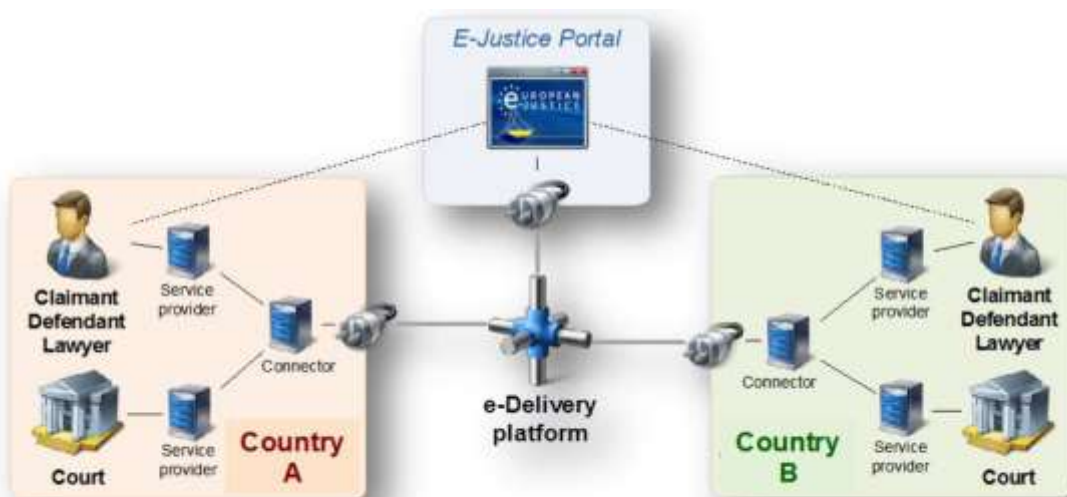 E-Justice Portal
EUROPEAN
e-JUSTICE
Claimant
Defendant
Lawyer
Service
provider
Connector
Service
provider
Court
Country
A
e-Delivery
platform
Claimant
Defendant
Lawyer
Service
provider
Connector
Service
provider
Court
Country
B